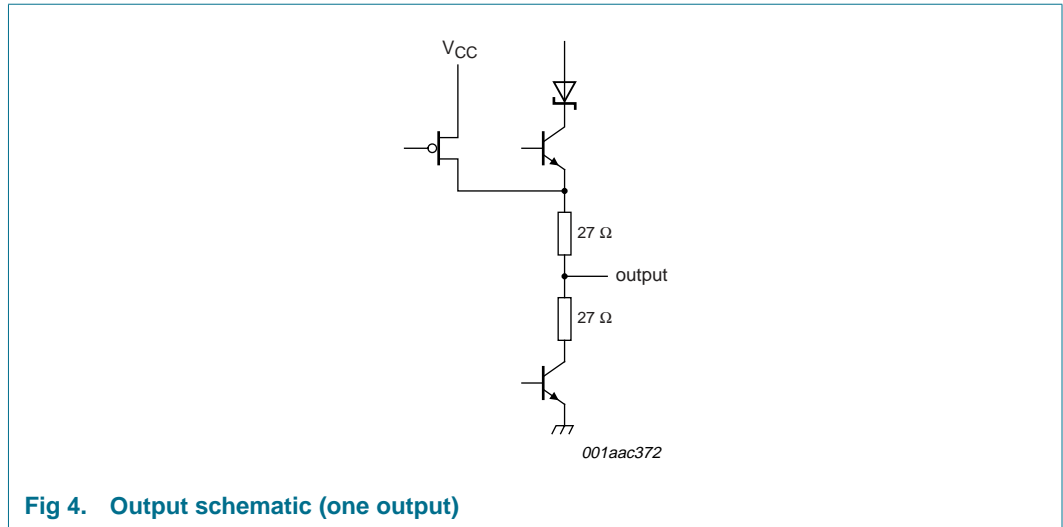 VCC
27 Ω
output
27 Ω
001aac372
Fig 4. Output schematic (one output)